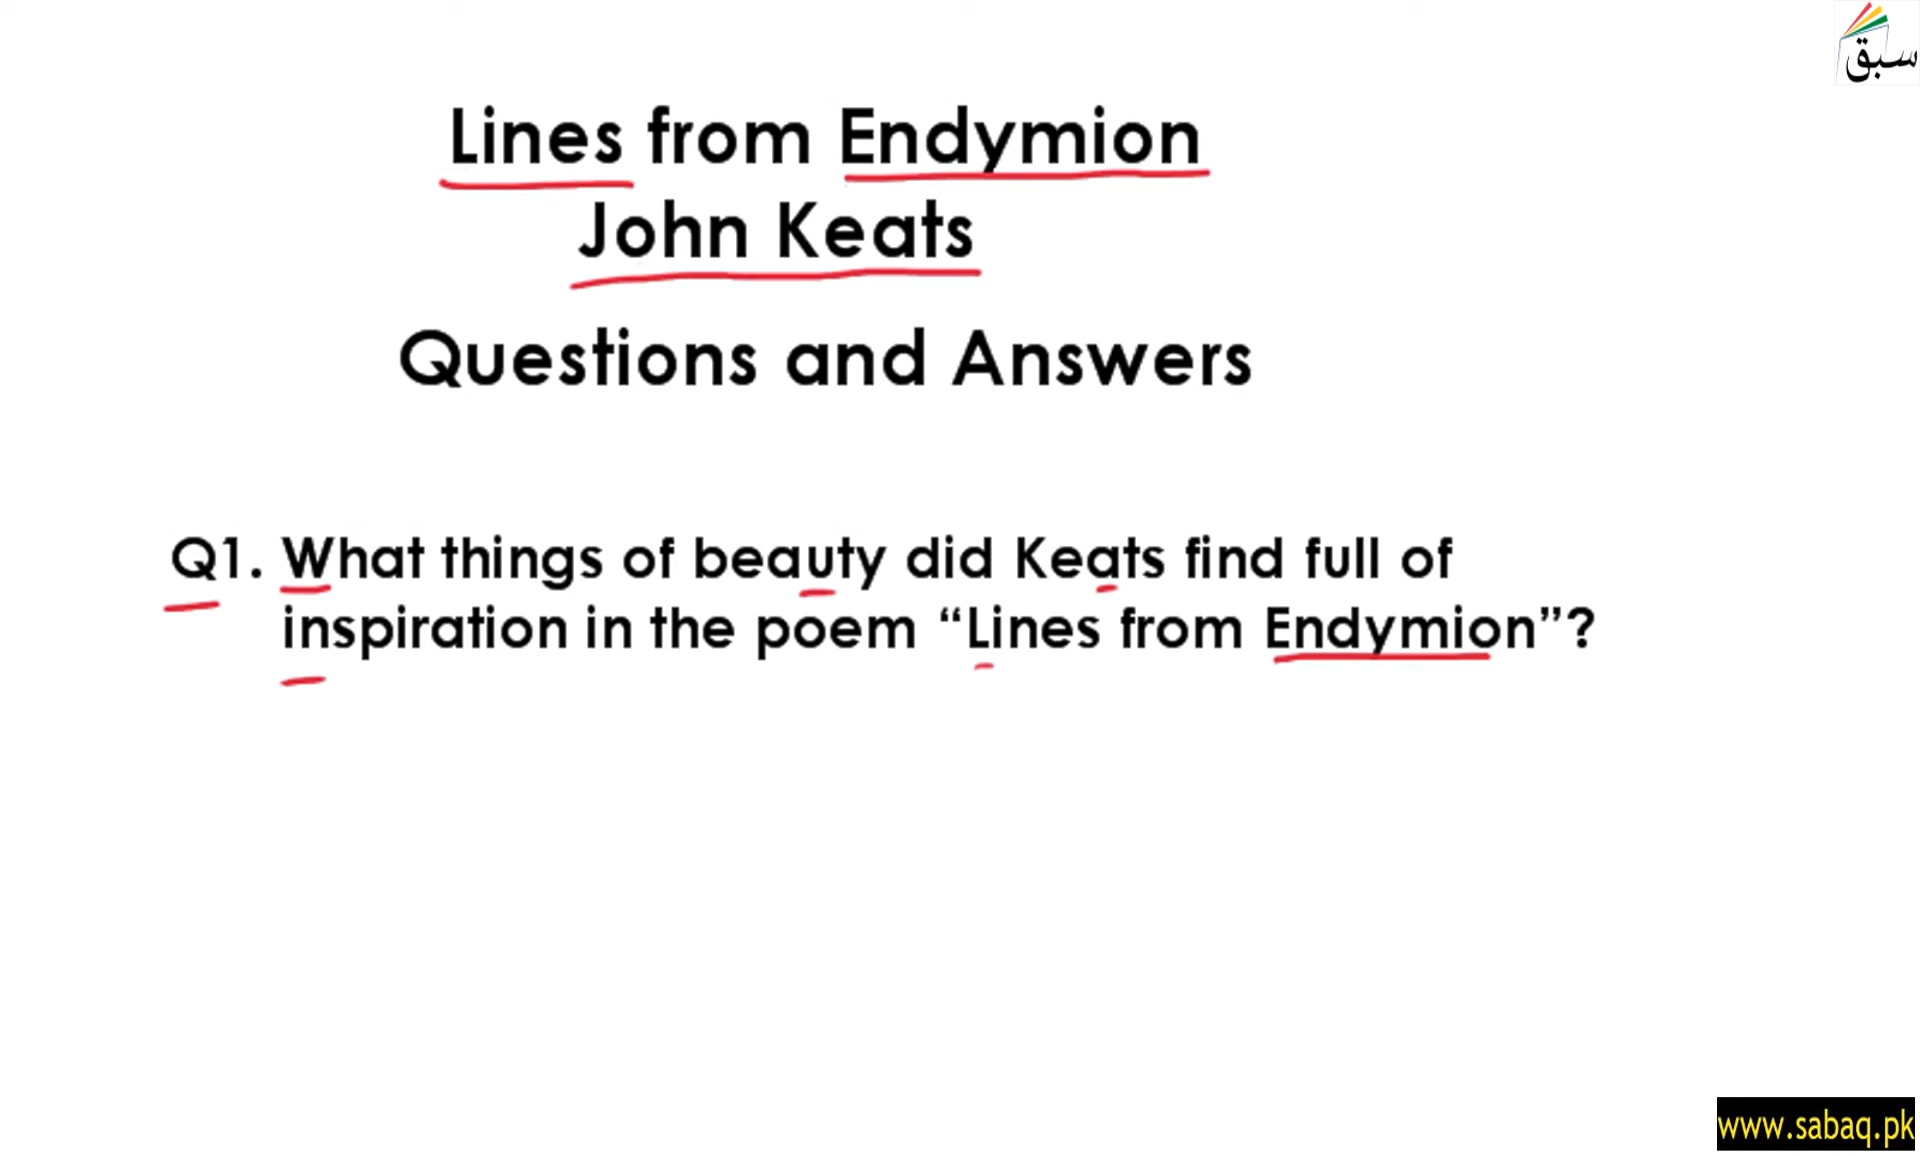 سبق
Lines from Endymion
John Keats
Questions and Answers
Q1. What things of beauty did Keats find full of
inspiration in the poem “Lines from Endymion”?
www.sabaq.pk